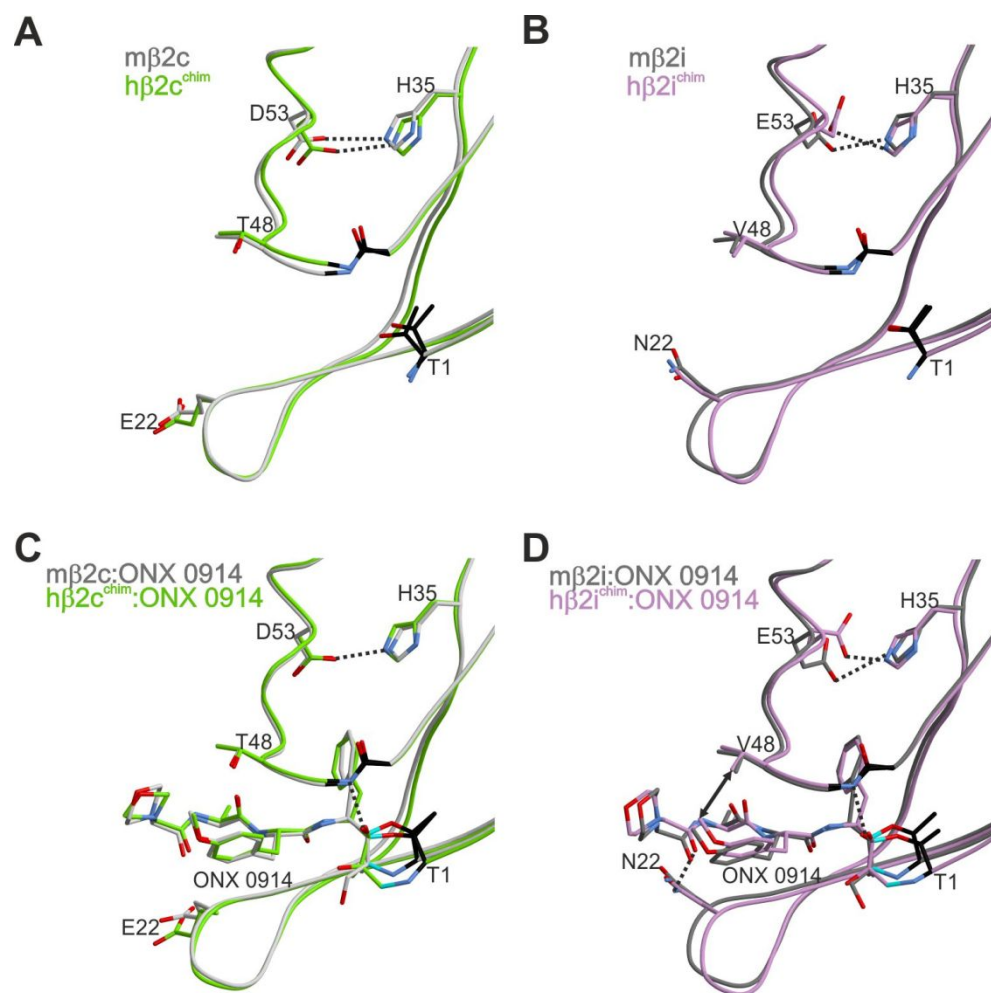 A
mβ2c
hβ2c^chim
D53
H35
T48
T1
E22
B
mβ2i
hβ2i^chim
E53
H35
V48
N22
T1
C
mβ2c:ONX 0914
hβ2c^chim:ONX 0914
D53
H35
T48
ONX 0914
T1
E22
D
mβ2i:ONX 0914
hβ2i^chim:ONX 0914
E53
H35
V48
N22
ONX 0914
T1